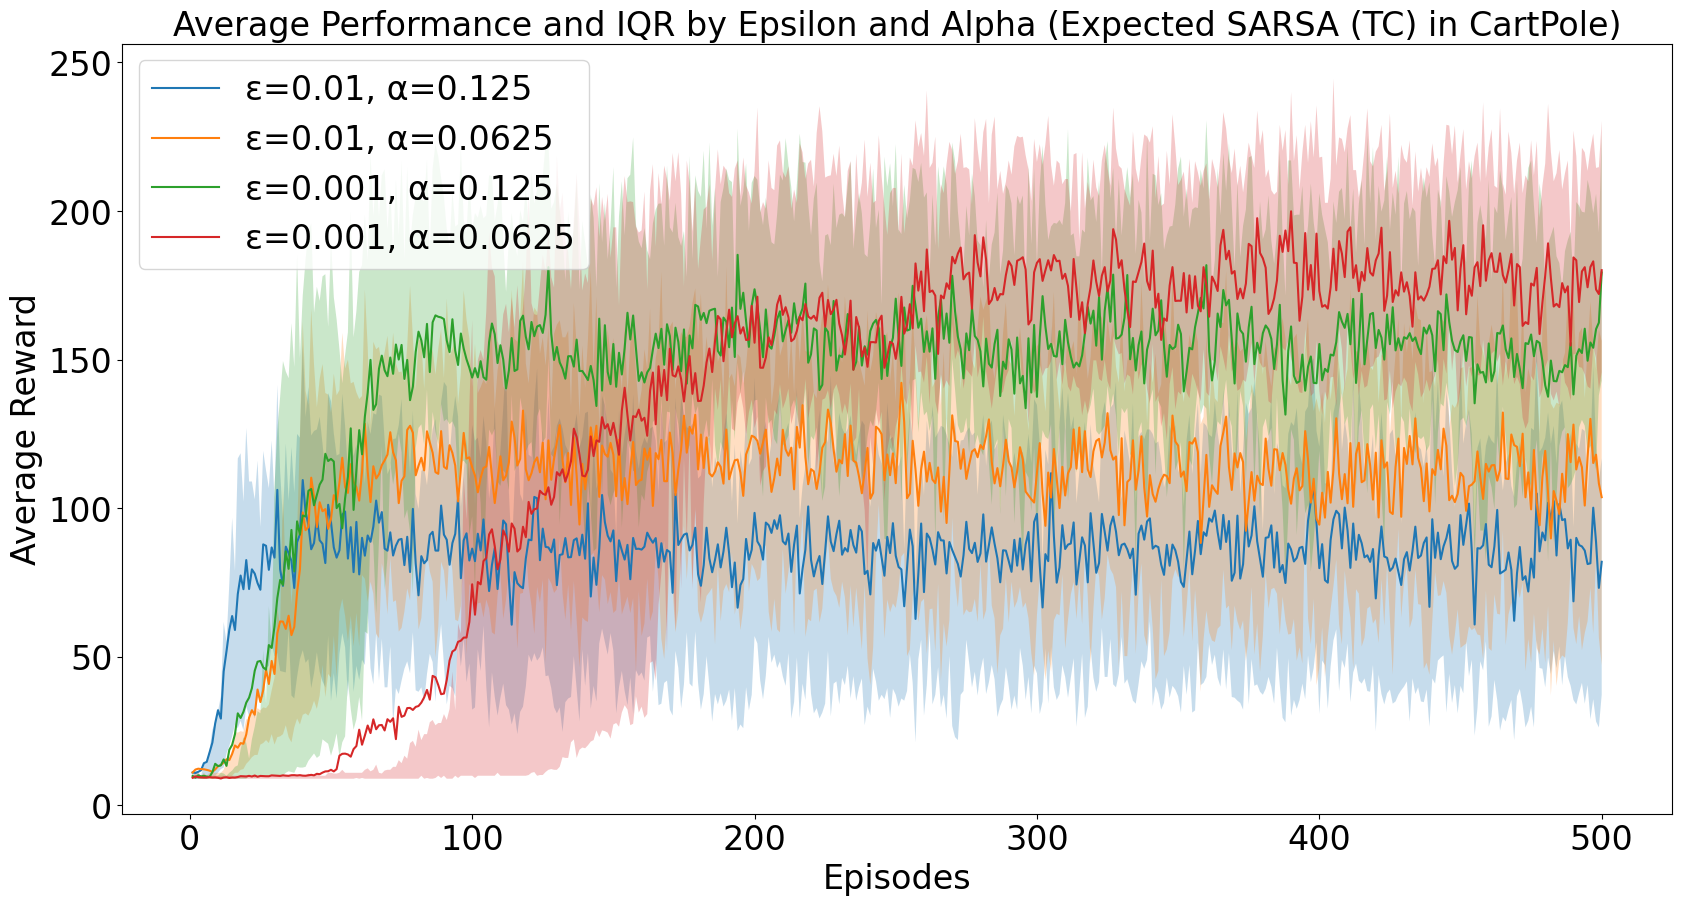 Average Performance and IQR by Epsilon and Alpha (Expected SARSA (TC) in CartPole)
250
200
150
100
50
0
Average Reward
ε=0.01, α=0.125
ε=0.01, α=0.0625
ε=0.001, α=0.125
ε=0.001, α=0.0625
0 100 200 300 400 500
Episodes